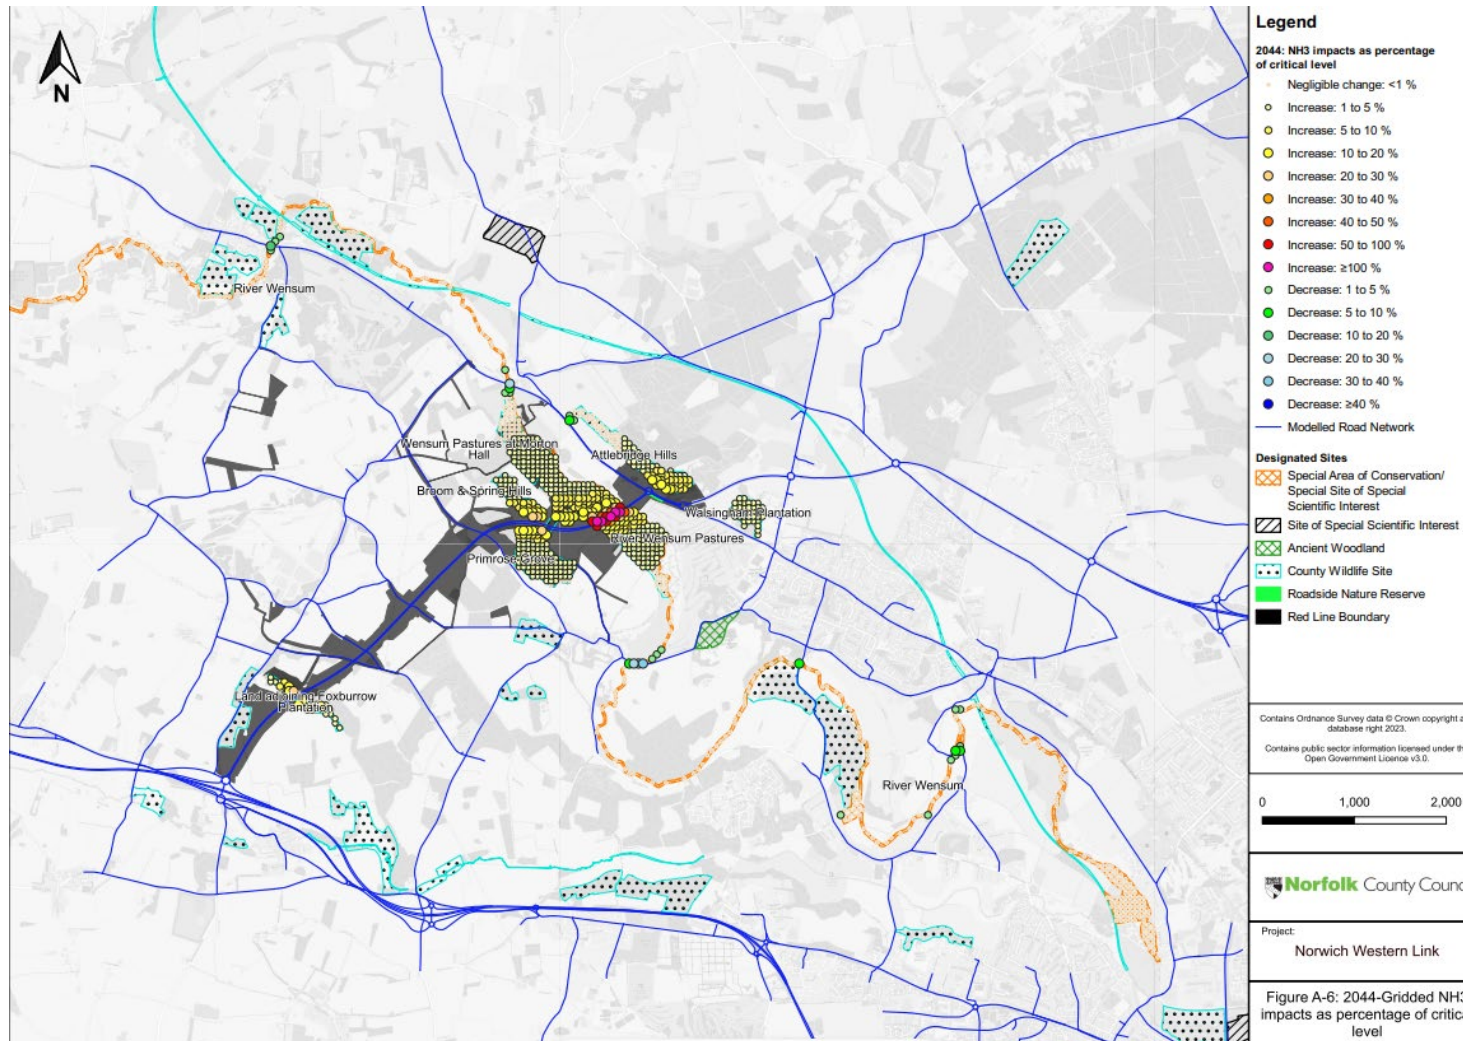 N
River Wensum
Wensum Pastures at Morton
Hall
Attlebridge Hills
Broom & Spring Hills
Walsingham Plantation
River Wensum Pastures
Primrose Grove
Land adjoining Foxburrow
Plantation
River Wensum
Legend
2044: NH3 impacts as percentage
of critical level
Negligible change: <1 %
Increase: 1 to 5 %
Increase: 5 to 10 %
Increase: 10 to 20 %
Increase: 20 to 30 %
Increase: 30 to 40 %
Increase: 40 to 50 %
Increase: 50 to 100 %
Increase: ≥100 %
Decrease: 1 to 5 %
Decrease: 5 to 10 %
Decrease: 10 to 20 %
Decrease: 20 to 30 %
Decrease: 30 to 40 %
Decrease: ≥40 %
Modelled Road Network
Designated Sites
Special Area of Conservation/
Special Site of Special
Scientific Interest
Site of Special Scientific Interest
Ancient Woodland
County Wildlife Site
Roadside Nature Reserve
Red Line Boundary
Contains Ordnance Survey data © Crown copyright a
database right 2023.
Contains public sector information licensed under th
Open Government Licence v3.0.
0 1,000 2,000
Norfolk County Counc
Project:
Norwich Western Link
Figure A-6: 2044-Gridded NH3
impacts as percentage of critica
level